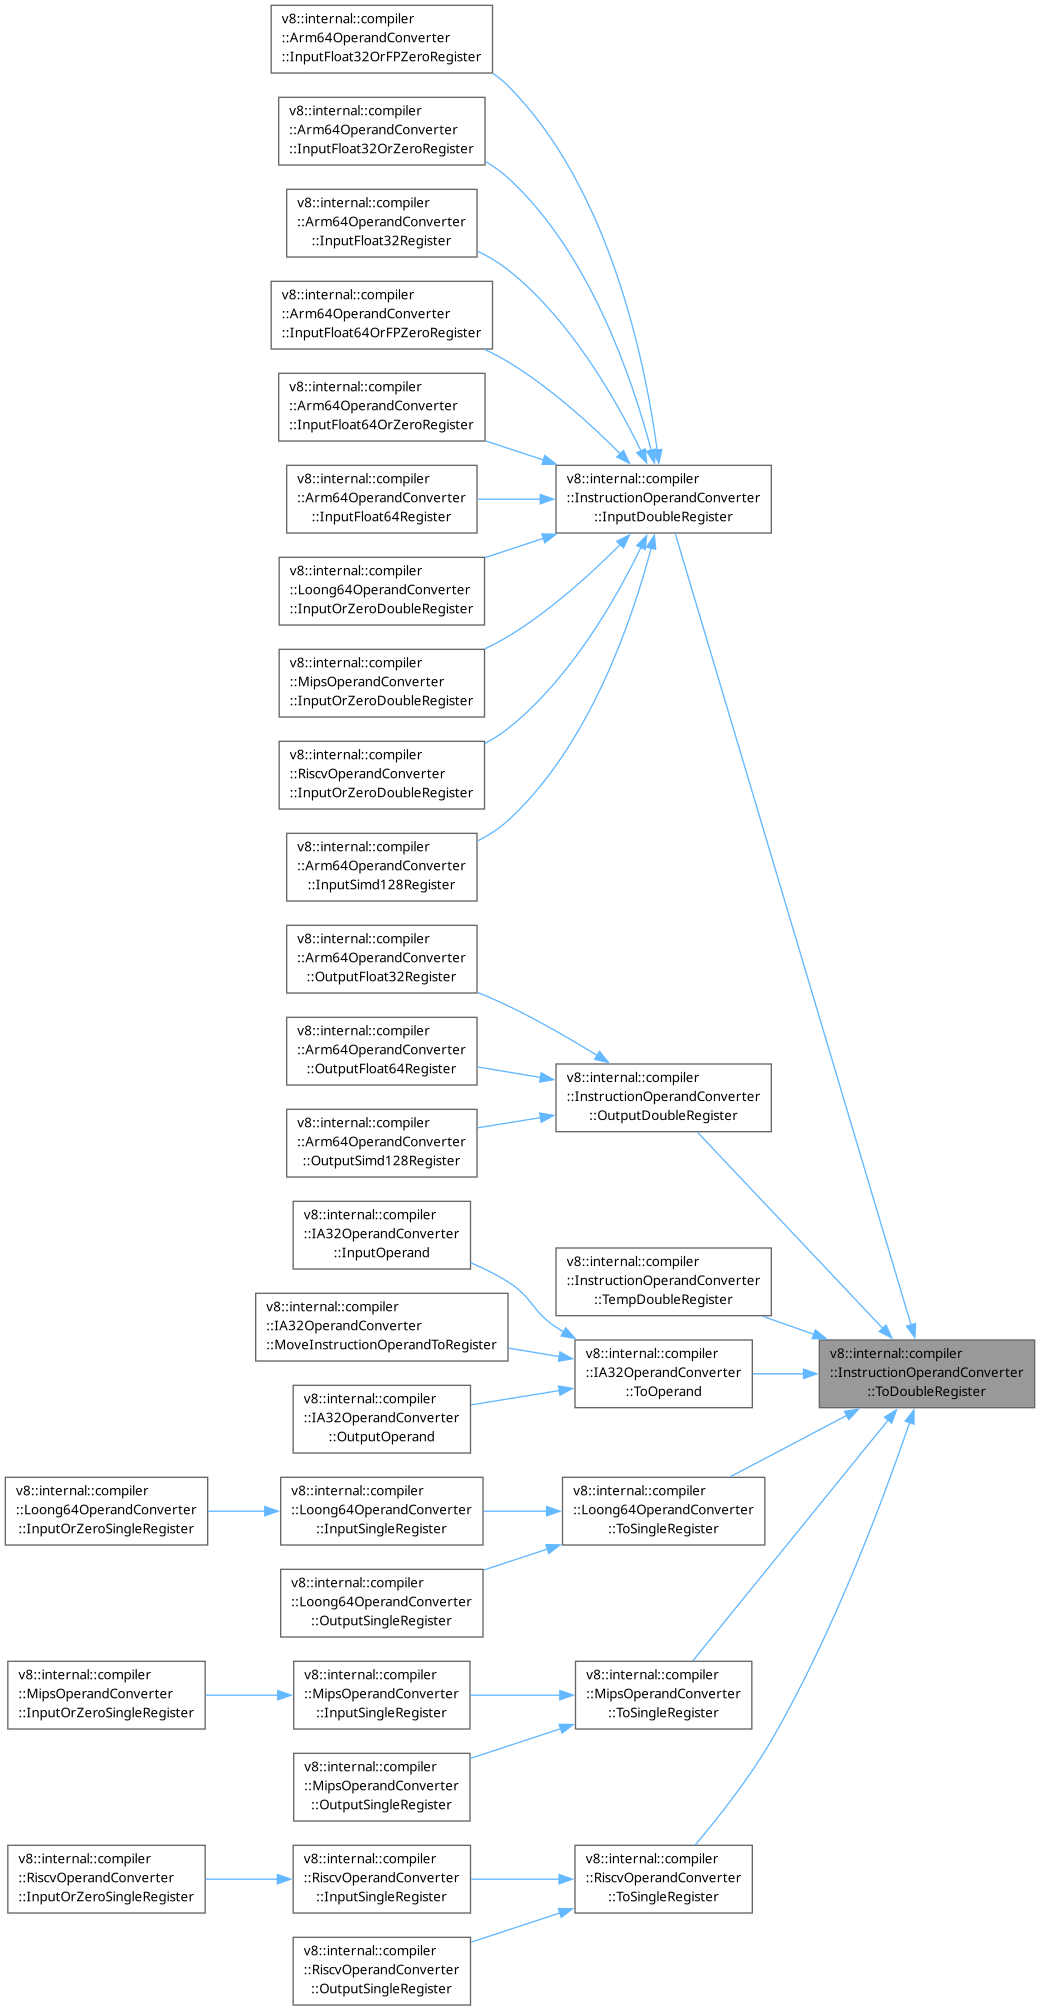 v8::internal::compiler
::Arm64OperandConverter
::InputFloat32OrFPZeroRegister
v8::internal::compiler
::Arm64OperandConverter
::InputFloat32OrZeroRegister
v8::internal::compiler
::Arm64OperandConverter
::InputFloat32Register
v8::internal::compiler
::Arm64OperandConverter
::InputFloat64OrFPZeroRegister
v8::internal::compiler
::Arm64OperandConverter
::InputFloat64OrZeroRegister
v8::internal::compiler
::Arm64OperandConverter
::InputFloat64Register
v8::internal::compiler
::InstructionOperandConverter
::InputDoubleRegister
v8::internal::compiler
::Loong64OperandConverter
::InputOrZeroDoubleRegister
v8::internal::compiler
::MipsOperandConverter
::InputOrZeroDoubleRegister
v8::internal::compiler
::RiscvOperandConverter
::InputOrZeroDoubleRegister
v8::internal::compiler
::Arm64OperandConverter
::InputSimd128Register
v8::internal::compiler
::Arm64OperandConverter
::OutputFloat32Register
v8::internal::compiler
::Arm64OperandConverter
::OutputFloat64Register
v8::internal::compiler
::InstructionOperandConverter
::OutputDoubleRegister
v8::internal::compiler
::Arm64OperandConverter
::OutputSimd128Register
v8::internal::compiler
::IA32OperandConverter
::InputOperand
v8::internal::compiler
::InstructionOperandConverter
::TempDoubleRegister
v8::internal::compiler
::IA32OperandConverter
::MoveInstructionOperandToRegister
v8::internal::compiler
::IA32OperandConverter
::ToOperand
v8::internal::compiler
::InstructionOperandConverter
::ToDoubleRegister
v8::internal::compiler
::IA32OperandConverter
::OutputOperand
v8::internal::compiler
::Loong64OperandConverter
::InputOrZeroSingleRegister
v8::internal::compiler
::Loong64OperandConverter
::InputSingleRegister
v8::internal::compiler
::Loong64OperandConverter
::ToSingleRegister
v8::internal::compiler
::Loong64OperandConverter
::OutputSingleRegister
v8::internal::compiler
::MipsOperandConverter
::InputOrZeroSingleRegister
v8::internal::compiler
::MipsOperandConverter
::InputSingleRegister
v8::internal::compiler
::MipsOperandConverter
::ToSingleRegister
v8::internal::compiler
::MipsOperandConverter
::OutputSingleRegister
v8::internal::compiler
::RiscvOperandConverter
::InputOrZeroSingleRegister
v8::internal::compiler
::RiscvOperandConverter
::InputSingleRegister
v8::internal::compiler
::RiscvOperandConverter
::ToSingleRegister
v8::internal::compiler
::RiscvOperandConverter
::OutputSingleRegister